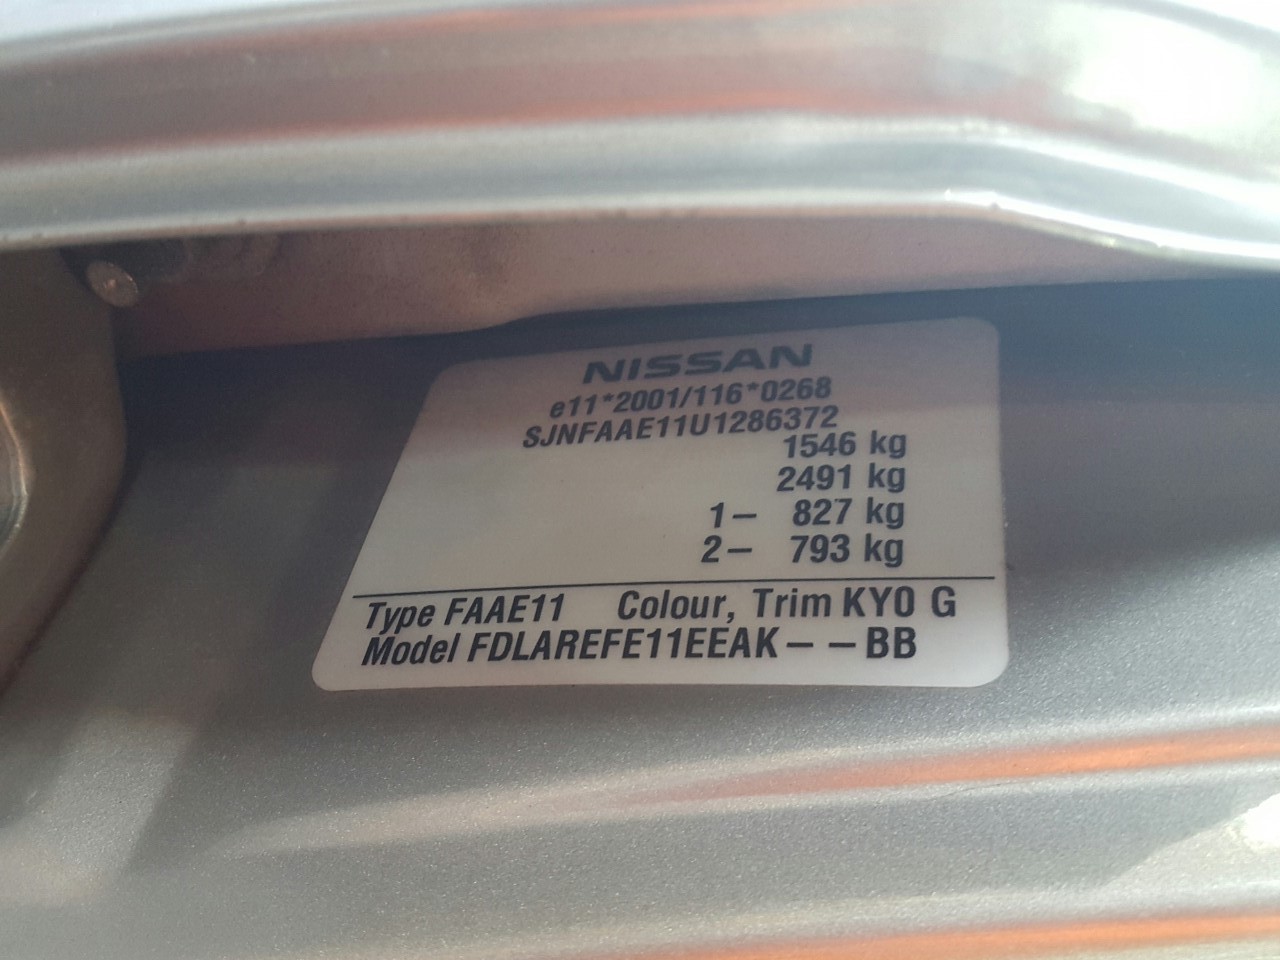 NISSAN
e11*2001/116*0268
SJNFAAE11U1286372
1546 kg
2491 kg
1– 827 kg
2– 793 kg
Type FAAE11 Colour, Trim KY0 G
Model FDLAREFE11EEAK– –BB